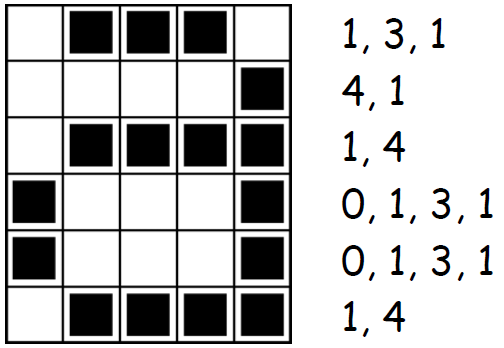 1, 3, 1
4, 1
1, 4
0, 1, 3, 1
0, 1, 3, 1
1, 4